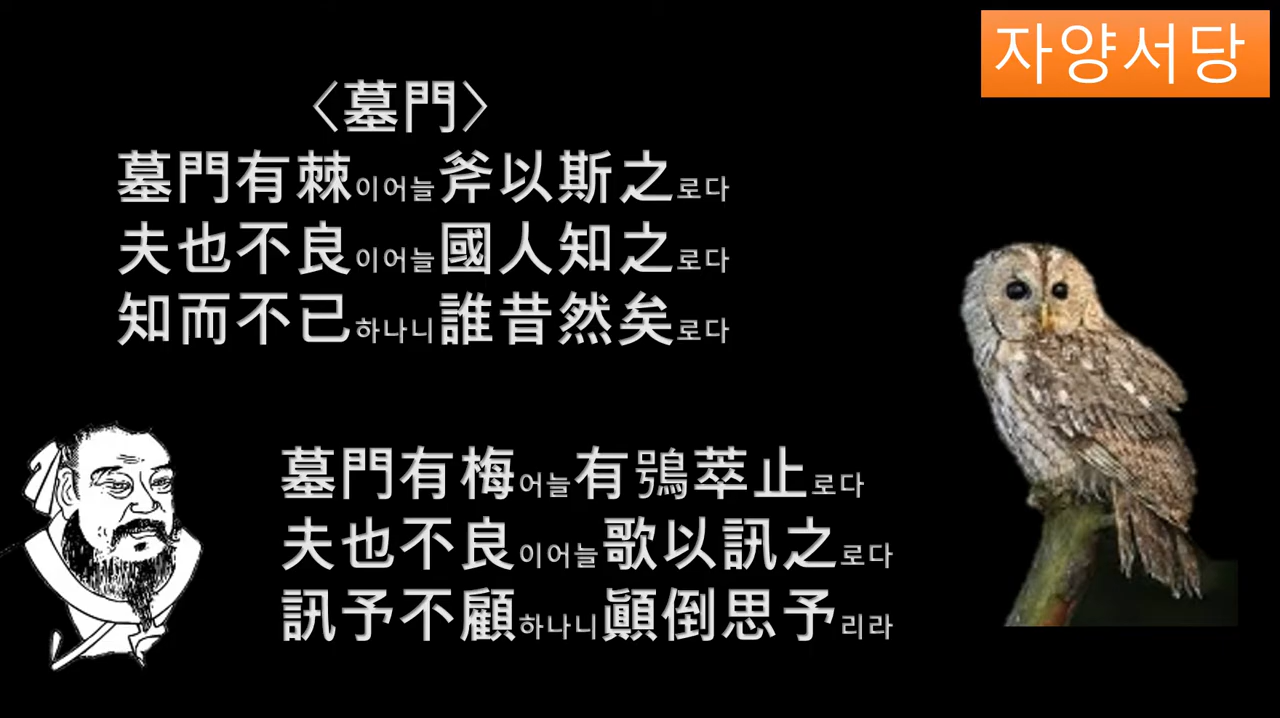 자양서당
〈墓門〉
墓門有棘이어늘斧以斯之로다
夫也不良이어늘國人知之로다
知而不已하나니誰昔然矣로다
墓門有梅어늘有鴞萃止로다
夫也不良이어늘歌以訊之로다
訊予不顧하나니顚倒思予리라